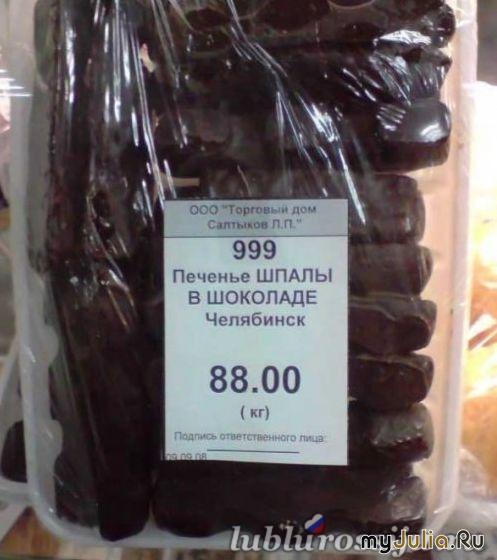 ООО "Торговый дом
Салтыков Л.П."
999
Печенье ШПАЛЫ
В ШОКОЛАДЕ
Челябинск
88.00
( кг)
Подпись ответственного лица:
09.09.08
myJulia.Ru